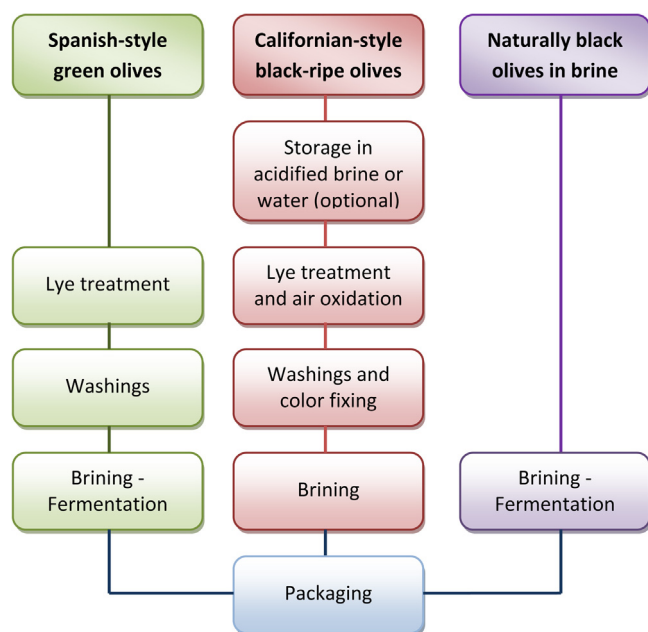 Spanish-style
green olives
Californian-style
black-ripe olives
Naturally black
olives in brine
Storage in
acidified brine or
water (optional)
Lye treatment
Lye treatment
and air oxidation
Washings
Washings and
color fixing
Brining -
Fermentation
Brining
Brining -
Fermentation
Packaging